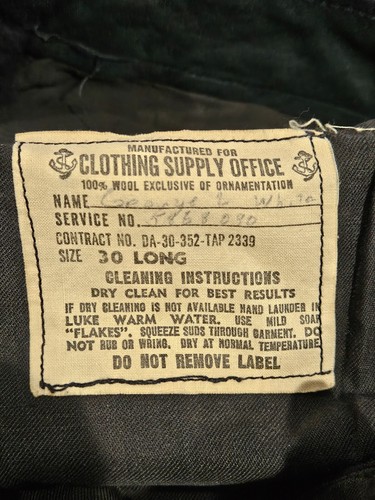 MANUFACTURED FOR
CLOTHING SUPPLY OFFICE
100% WOOL EXCLUSIVE OF ORNAMENTATION
NAME George L White
SERVICE NO.
CONTRACT NO. DA-30-352-TAP 2339
SIZE 30 LONG
CLEANING INSTRUCTIONS
DRY CLEAN FOR BEST RESULTS
IF DRY CLEANING IS NOT AVAILABLE HAND LAUNDER IN
LUKE WARM WATER. USE MILD SOAP
"FLAKES". SQUEEZE SUDS THROUGH GARMENT. DO
NOT RUB OR WRING. DRY AT NORMAL TEMPERATURE
DO NOT REMOVE LABEL